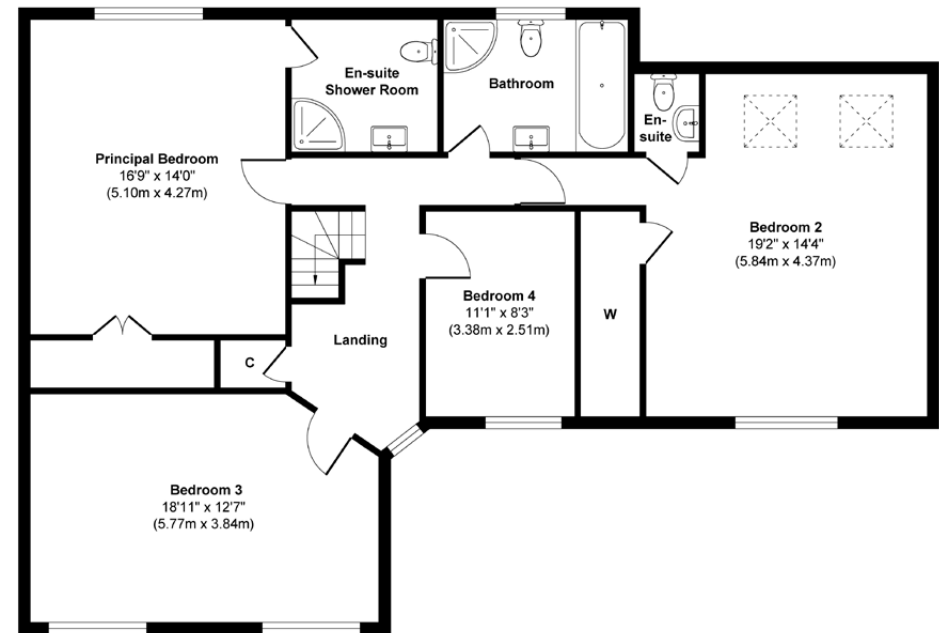 En-suite
Shower Room
Bathroom
En-
suite
Principal Bedroom
16'9" x 14'0"
(5.10m x 4.27m)
Bedroom 2
19'2" x 14'4"
(5.84m x 4.37m)
Bedroom 4
11'1" x 8'3"
(3.38m x 2.51m)
W
Landing
C
Bedroom 3
18'11" x 12'7"
(5.77m x 3.84m)